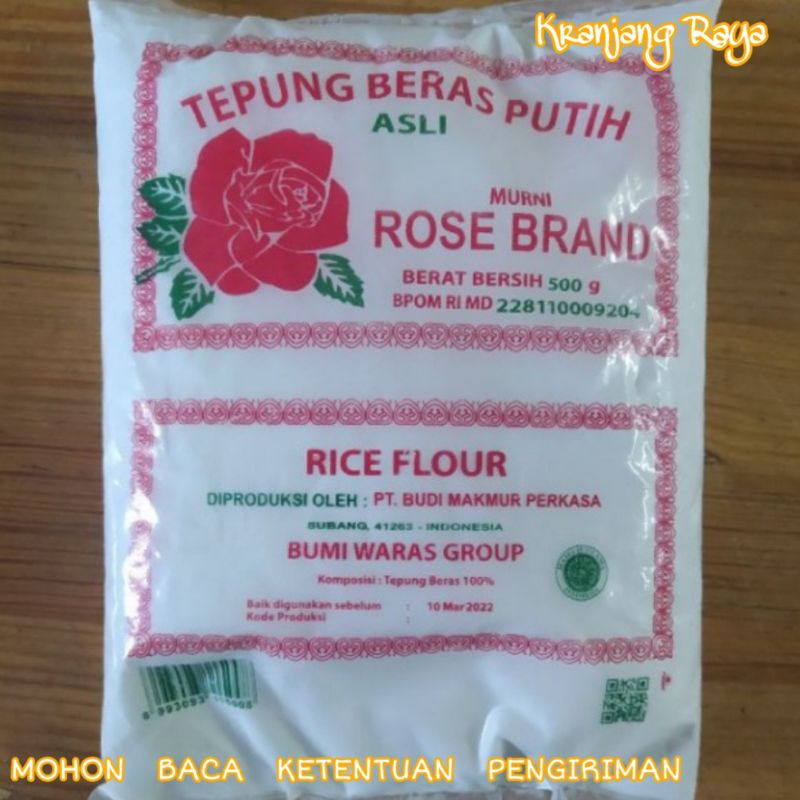 Kranjang Raya
TEPUNG BERAS PUTIH
ASLI
MURNI
ROSE BRAND
BERAT BERSIH 500 g
BPOM RI MD 228110009204
RICE FLOUR
DIPRODUKSI OLEH : PT. BUDI MAKMUR PERKASA
SUBANG, 41263 - INDONESIA
BUMI WARAS GROUP
Komposisi : Tepung Beras 100%
Baik digunakan sebelum : 10 Mar 2022
Kode Produksi :
MOHON BACA KETENTUAN PENGIRIMAN